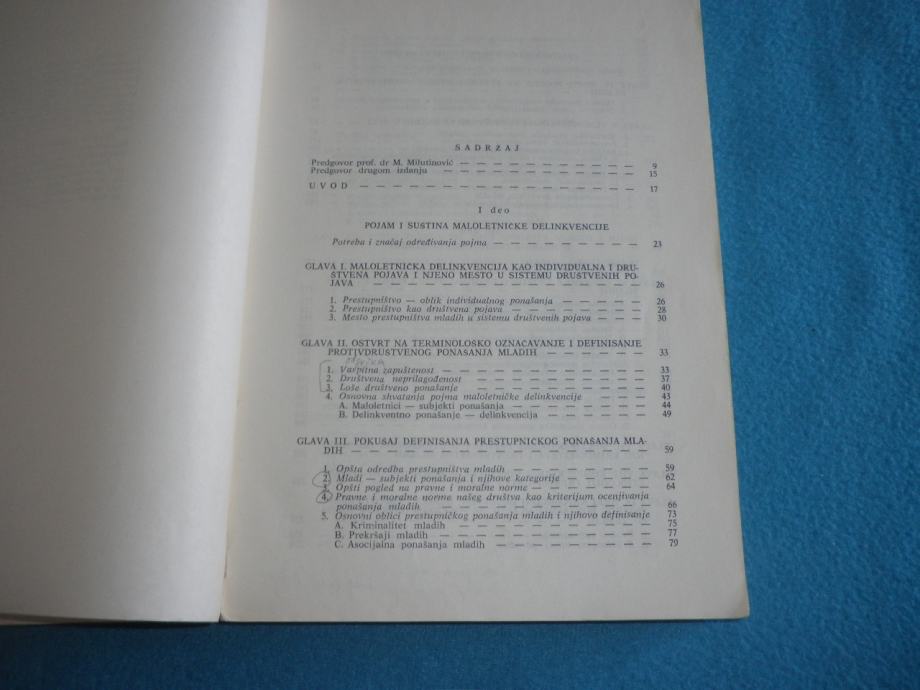 SADRŽAJ
Predgovor prof. dr M. Milutinović — — — — — — — — — — — 9
Predgovor drugom izdanju — — — — — — — — — — — — — 15
UVOD — — — — — — — — — — — — — — — — — 17
I deo
POJAM I SUSTINA MALOLETNIČKE DELINKVENCIJE
Potreba i značaj određivanja pojma — — — — — — — — — 23
GLAVA I. MALOLETNIČKA DELINKVENCIJA KAO INDIVIDUALNA I DRU-
ŠTVENA POJAVA I NJENO MESTO U SISTEMU DRUŠTVENIH PO-
JAVA — — — — — — — — — — — — — — — — — 26
1. Prestupništvo — oblik individualnog ponašanja — — — — — 26
2. Prestupništvo kao društvena pojava — — — — — — — — 28
3. Mesto prestupništva mladih u sistemu društvenih pojava — — — 30
GLAVA II. OSTVRT NA TERMINOLOŠKO OZNAČAVANJE I DEFINISANJE
PROTIVDRUŠTVENOG PONAŠANJA MLADIH — — — — — — 33
1. Vaspitna zapuštenost — — — — — — — — — — — — 33
2. Društvena neprilagođenost — — — — — — — — — — 37
3. Loše društveno ponašanje — — — — — — — — — — — 40
4. Osnovna shvatanja pojma maloletničke delinkvencije — — — — 43
A. Maloletnici — subjekti ponašanja — — — — — — — — 44
B. Delinkventno ponašanje — delinkvencija — — — — — — 49
GLAVA III. POKUŠAJ DEFINISANJA PRESTUPNIČKOG PONAŠANJA MLA-
DIH — — — — — — — — — — — — — — — — — — 59
1. Opšta odredba prestupništva mladih — — — — — — — — 59
2. Mladi — subjekti ponašanja i njihove kategorije — — — — — 62
3. Opšti pogled na pravne i moralne norme — — — — — — — 64
4. Pravne i moralne norme našeg društva kao kriterijum ocenjivanja
ponašanja mladih — — — — — — — — — — — — — 66
5. Osnovni oblici prestupničkog ponašanja mladih i njihovo definisanje 73
A. Kriminalitet mladih — — — — — — — — — — — — 75
B. Prekršaji mladih — — — — — — — — — — — — — 77
C. Asocijalna ponašanja mladih — — — — — — — — — — 79